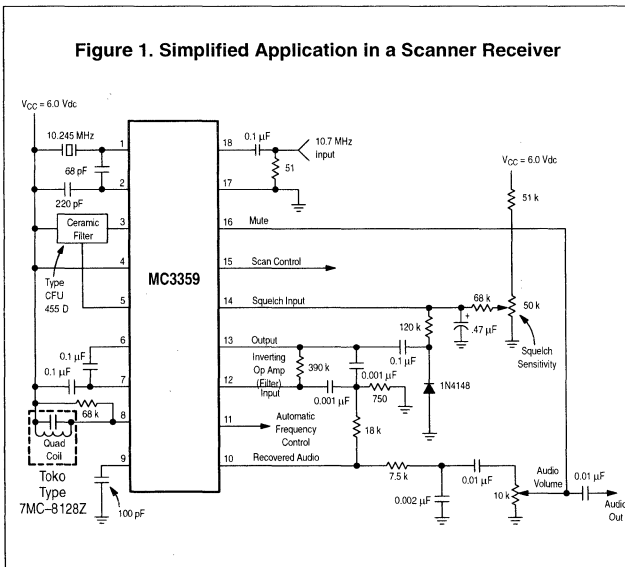 Figure 1. Simplified Application in a Scanner Receiver
VCC = 6.0 Vdc
10.245 MHz
68 pF
220 pF
Ceramic
Filter
Type
CFU
455 D
0.1 µF
0.1 µF
68 k
Quad
Coil
Toko
Type
7MC–8128Z
100 pF
1
2
3
4
5
6
7
8
9
MC3359
18
17
16
15
14
13
12
11
10
0.1 µF
10.7 MHz
Input
51
Mute
Scan Control
Squelch Input
Output
Inverting
Op Amp
(Filter)
Input
Automatic
Frequency
Control
Recovered Audio
390 k
0.001 µF
0.001 µF
750
18 k
120 k
0.1 µF
1N4148
68 k
.47 µF
+
VCC = 6.0 Vdc
51 k
50 k
Squelch
Sensitivity
7.5 k
0.002 µF
0.01 µF
Audio
Volume
10 k
0.01 µF
Audio
Out